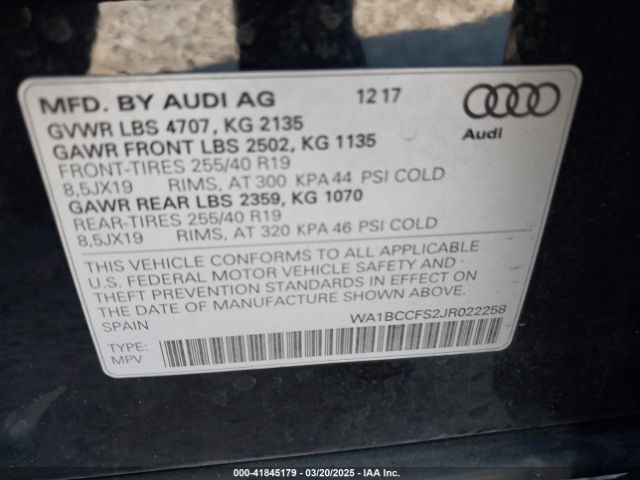 MFD. BY AUDI AG 12 17
GVWR LBS 4707, KG 2135
GAWR FRONT LBS 2502, KG 1135
FRONT-TIRES 255/40 R19
8,5JX19 RIMS, AT 300 KPA 44 PSI COLD
GAWR REAR LBS 2359, KG 1070
REAR-TIRES 255/40 R19
8,5JX19 RIMS, AT 320 KPA 46 PSI COLD
Audi
THIS VEHICLE CONFORMS TO ALL APPLICABLE
U.S. FEDERAL MOTOR VEHICLE SAFETY AND
THEFT PREVENTION STANDARDS IN EFFECT ON
DATE OF MANUFACTURE SHOWN ABOVE.
SPAIN WA1BCCFS2JR022258
TYPE:
MPV
000-41845179 | 03/20/2025 | IAA Inc.